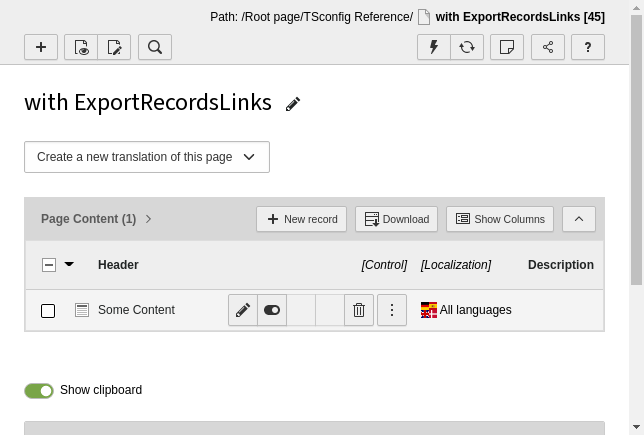 Path: /Root page/TSconfig Reference/ with ExportRecordsLinks [45]
?
with ExportRecordsLinks
Create a new translation of this page
Page Content (1) New record Download Show Columns
Header [Control] [Localization] Description
Some Content All languages
Show clipboard